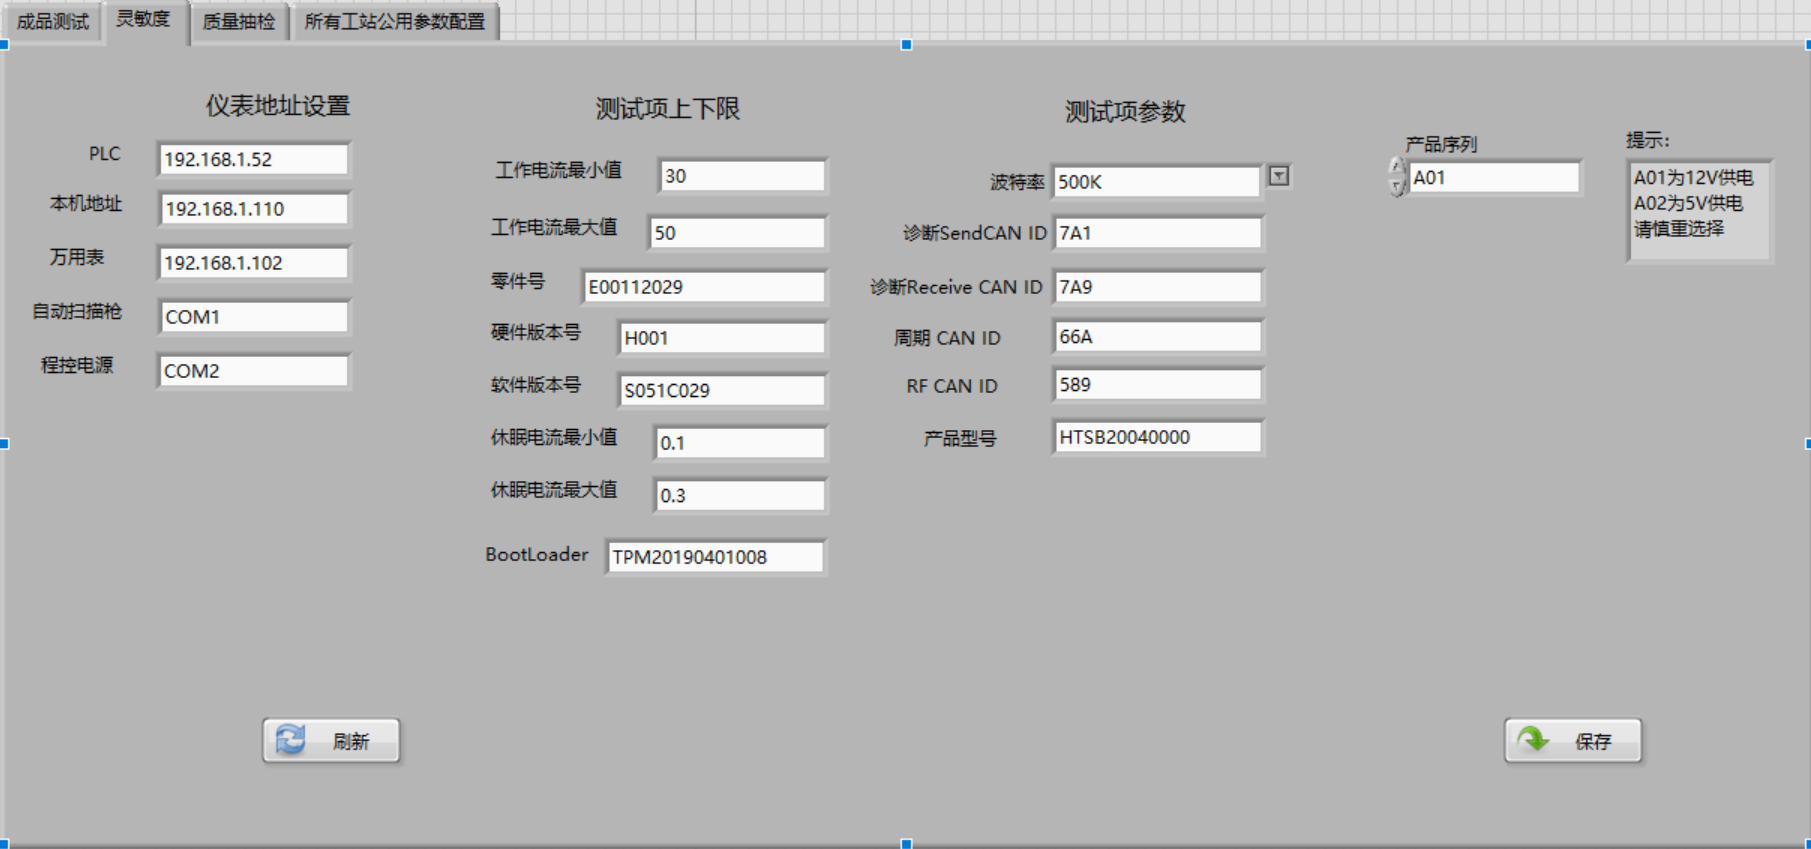 成品测试
灵敏度
质量抽检
所有工站公用参数配置
仪表地址设置
PLC
192.168.1.52
本机地址
192.168.1.110
万用表
192.168.1.102
自动扫描枪
COM1
程控电源
COM2
刷新
测试项上下限
工作电流最小值
30
工作电流最大值
50
零件号
E00112029
硬件版本号
H001
软件版本号
S051C029
休眠电流最小值
0.1
休眠电流最大值
0.3
BootLoader
TPM20190401008
测试项参数
波特率
500K
诊断SendCAN ID
7A1
诊断Receive CAN ID
7A9
周期 CAN ID
66A
RF CAN ID
589
产品型号
HTSB20040000
产品序列
A01
提示:
A01为12V供电
A02为5V供电
请慎重选择
保存